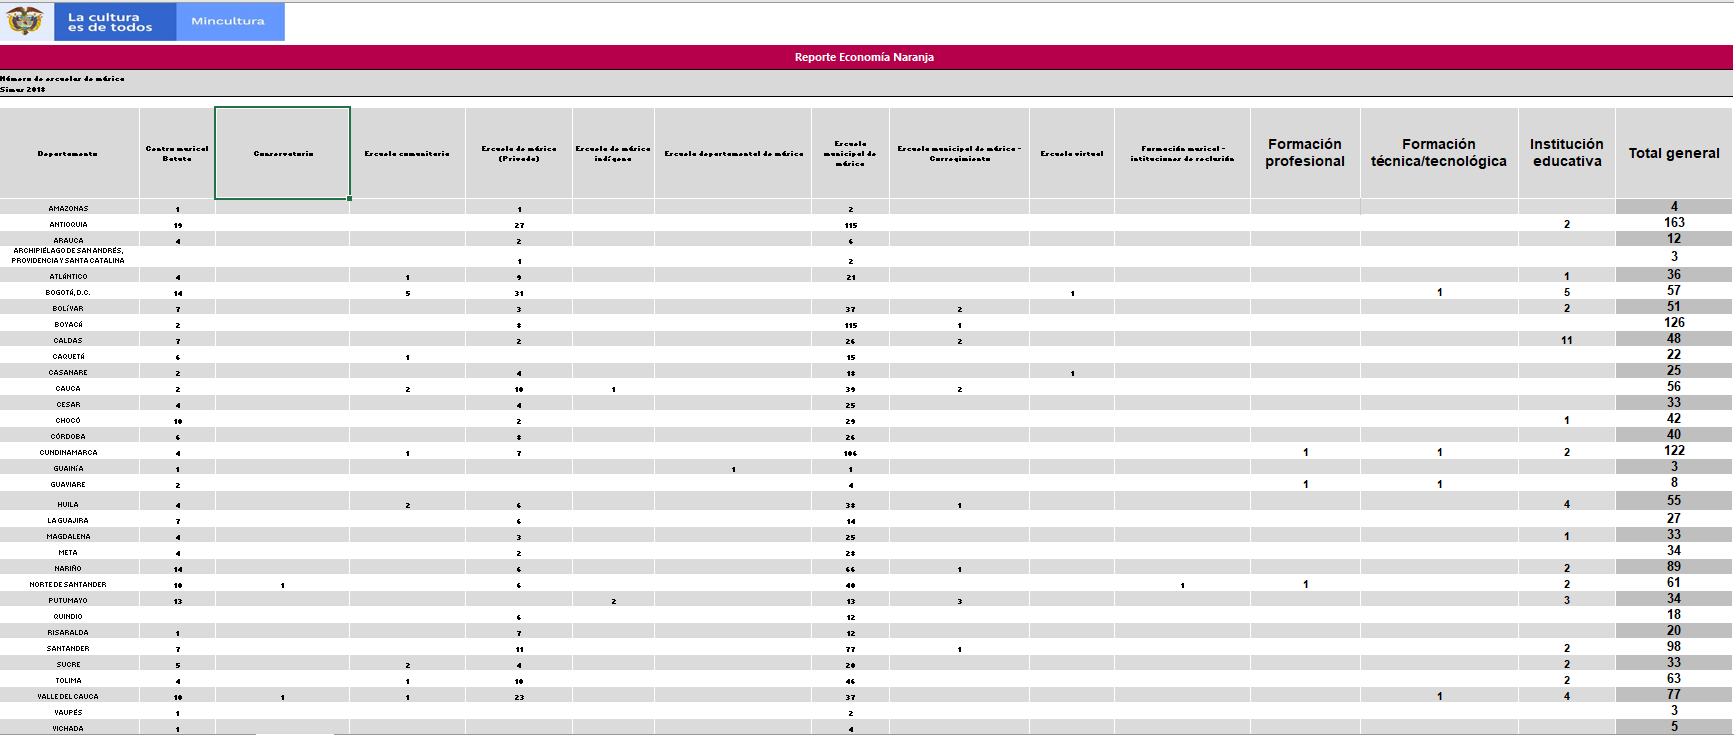 La cultura
es de todos
Mincultura
Reporte Economía Naranja
Número de escuelas de música
Simus 2018
Departamento Centro musical Batuta Conservatorio Escuela comunitaria Escuela de música (Privada) Escuela de música indígena Escuela departamental de música Escuela municipal de música Escuela municipal de música - Corregimiento Escuela virtual Formación musical - instituciones de reclusión Formación profesional Formación técnica/tecnológica Institución educativa Total general
AMAZONAS 1 1 2 4
ANTIOQUIA 19 27 115 2 163
ARAUCA 4 2 6 12
ARCHIPIÉLAGO DE SAN ANDRÉS,
PROVIDENCIA Y SANTA CATALINA 1 2 3
ATLÁNTICO 4 1 9 21 1 36
BOGOTÁ, D.C. 14 5 31 1 1 5 57
BOLÍVAR 7 3 37 2 2 51
BOYACÁ 2 8 115 1 126
CALDAS 7 2 26 2 11 48
CAQUETÁ 6 1 15 22
CASANARE 2 4 18 1 25
CAUCA 2 2 10 1 39 2 56
CESAR 4 4 25 33
CHOCÓ 10 2 29 1 42
CÓRDOBA 6 8 26 40
CUNDINAMARCA 4 1 7 106 1 1 2 122
GUAINÍA 1 1 1 3
GUAVIARE 2 4 1 1 8
HUILA 4 2 6 38 1 4 55
LA GUAJIRA 7 6 14 27
MAGDALENA 4 3 25 1 33
META 4 2 28 34
NARIÑO 14 6 66 1 2 89
NORTE DE SANTANDER 10 1 6 40 1 1 2 61
PUTUMAYO 13 2 13 3 3 34
QUINDIO 6 12 18
RISARALDA 1 7 12 20
SANTANDER 7 11 77 1 2 98
SUCRE 5 2 4 20 2 33
TOLIMA 4 1 10 46 2 63
VALLE DEL CAUCA 10 1 1 23 37 1 4 77
VAUPÉS 1 2 3
VICHADA 1 4 5